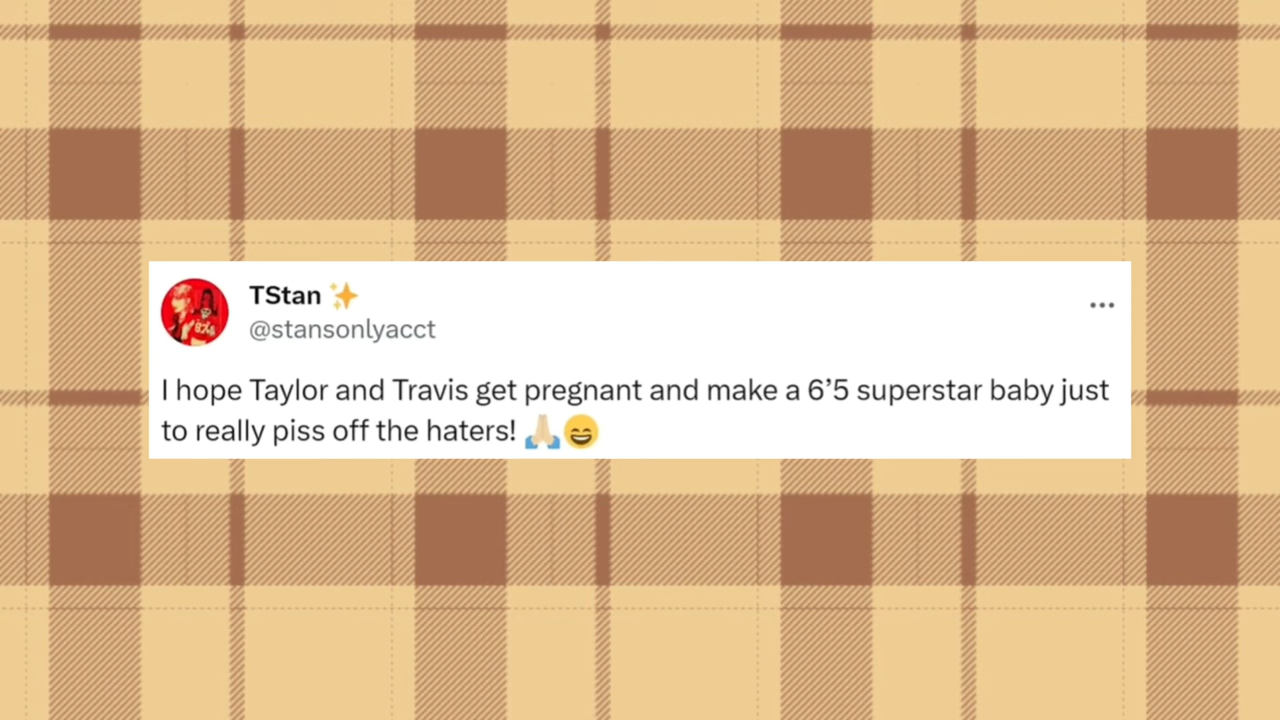 TStan ✨
@stansonlyacct
I hope Taylor and Travis get pregnant and make a 6’5 superstar baby just
to really piss off the haters! 🙏🏼😄